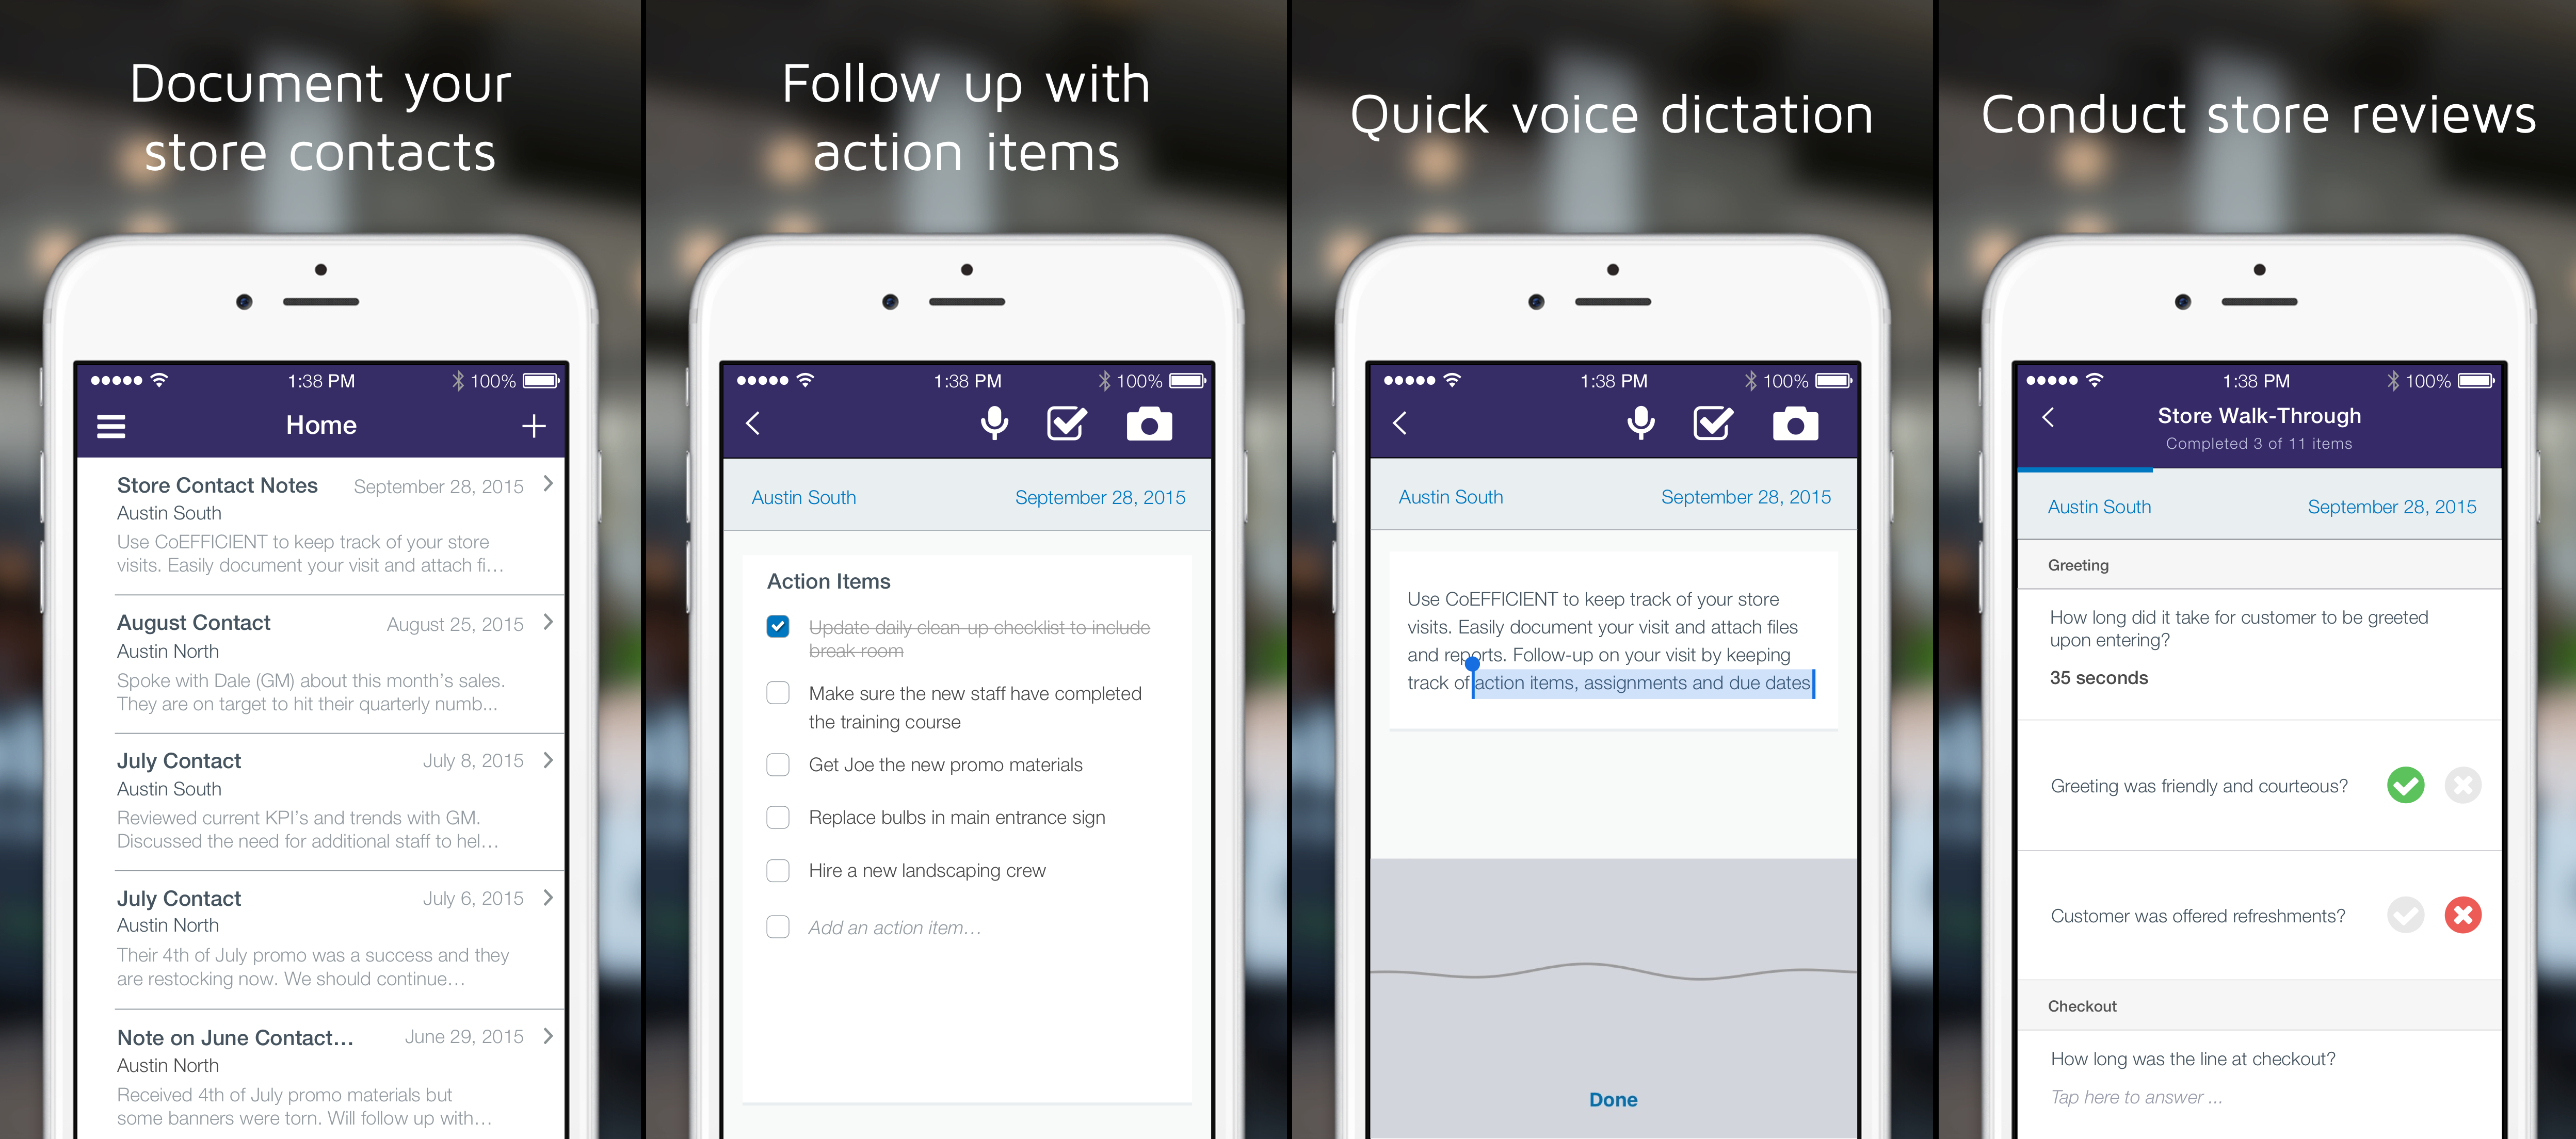 Document your
store contacts
1:38 PM
100%
Home
Store Contact Notes
September 28, 2015
Austin South
Use CoEFFICIENT to keep track of your store
visits. Easily document your visit and attach fi...
August Contact
August 25, 2015
Austin North
Spoke with Dale (GM) about this month's sales.
They are on target to hit their quarterly numb...
July Contact
July 8, 2015
Austin South
Reviewed current KPI's and trends with GM.
Discussed the need for additional staff to hel...
July Contact
July 6, 2015
Austin North
Their 4th of July promo was a success and they
are restocking now. We should continue...
Note on June Contact...
June 29, 2015
Austin North
Received 4th of July promo materials but
some banners were torn. Will follow up with...
Follow up with
action items
1:38 PM
100%
Austin South
September 28, 2015
Action Items
Update daily clean-up checklist to include
break room
Make sure the new staff have completed
the training course
Get Joe the new promo materials
Replace bulbs in main entrance sign
Hire a new landscaping crew
Add an action item...
Quick voice dictation
1:38 PM
100%
Austin South
September 28, 2015
Use CoEFFICIENT to keep track of your store
visits. Easily document your visit and attach files
and reports. Follow-up on your visit by keeping
track of action items, assignments and due dates
Done
Conduct store reviews
1:38 PM
100%
Store Walk-Through
Completed 3 of 11 items
Austin South
September 28, 2015
Greeting
How long did it take for customer to be greeted
upon entering?
35 seconds
Greeting was friendly and courteous?
Customer was offered refreshments?
Checkout
How long was the line at checkout?
Tap here to answer ...